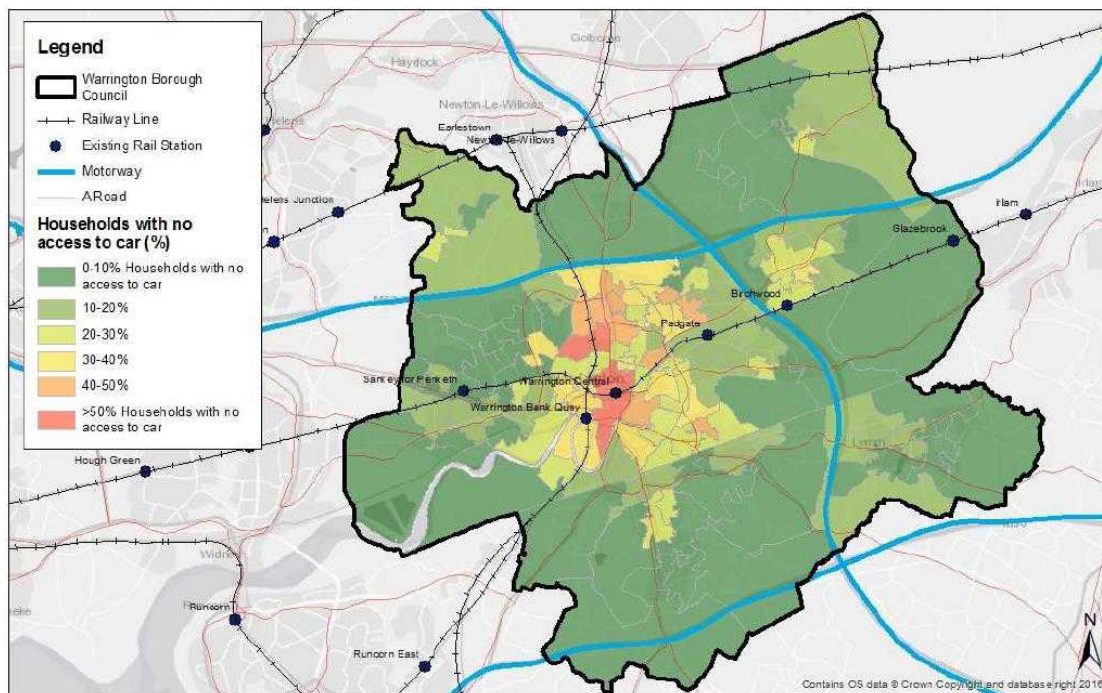 Legend
Warrington Borough
Council
Railway Line
Existing Rail Station
Motorway
ARoad
Households with no
access to car (%)
0-10% Households with no
access to car
10-20%
20-30%
30-40%
40-50%
>50% Households with no
access to car
Golborne
Haydock
Newton-Le-Willows
Earlestown
Newton-le-Willows
Helens
elens Junction
Irlam
Glazebrook
Birchwood
Padgate
Sankey for Penketh
Warrington Central
Warrington Bank Quay
Lymm
Hough Green
Widne
Runcorn
Runcorn East
N
Contains OS data © Crown Copyright and database right 2016